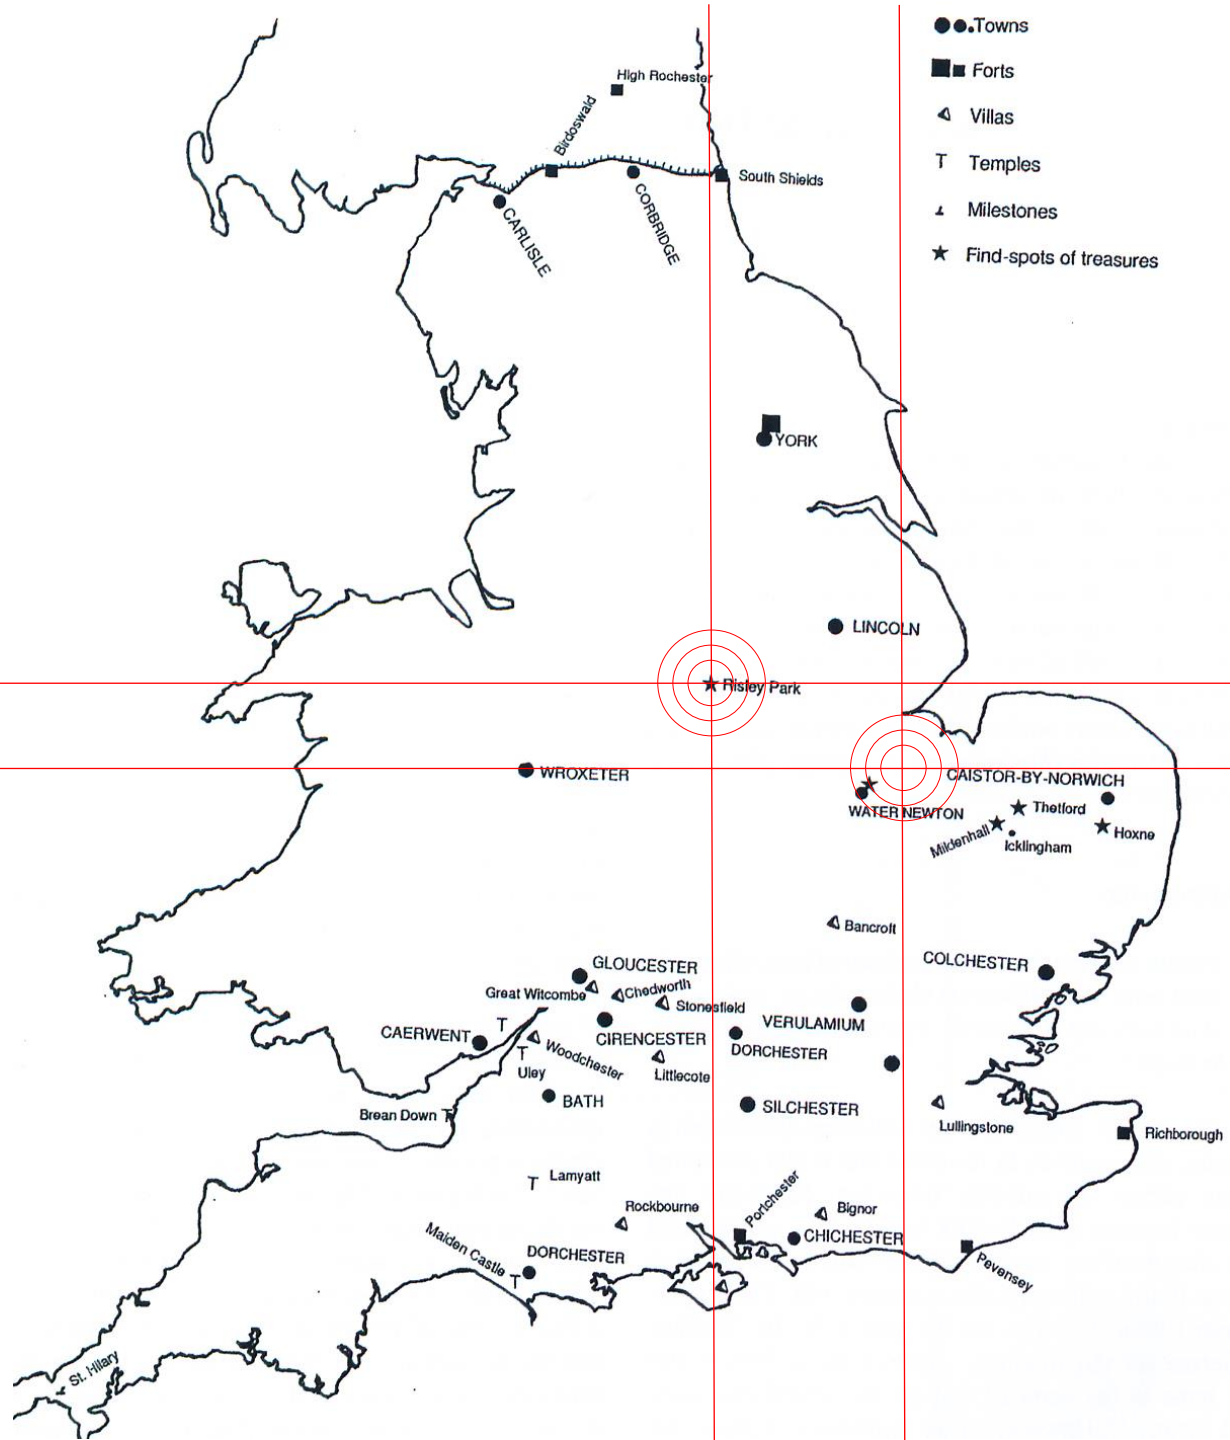 Towns
Forts
Villas
Temples
Milestones
Find-spots of treasures
High Rochester
Birdoswald
South Shields
CARLISLE
CORBRIDGE
YORK
LINCOLN
Risley Park
WROXETER
CAISTOR-BY-NORWICH
WATER NEWTON
Thetford
Mildenhall
Hoxne
Icklingham
Bancroft
COLCHESTER
GLOUCESTER
Great Witcombe
Chedworth
Stonesfield
VERULAMIUM
CAERWENT
CIRENCESTER
DORCHESTER
Woodchester
Uley
Littlecote
BATH
SILCHESTER
Brean Down
Lullingstone
Richborough
Lamyatt
Rockbourne
Portchester
Bignor
CHICHESTER
Maiden Castle
DORCHESTER
Pevensey
St. Hilary